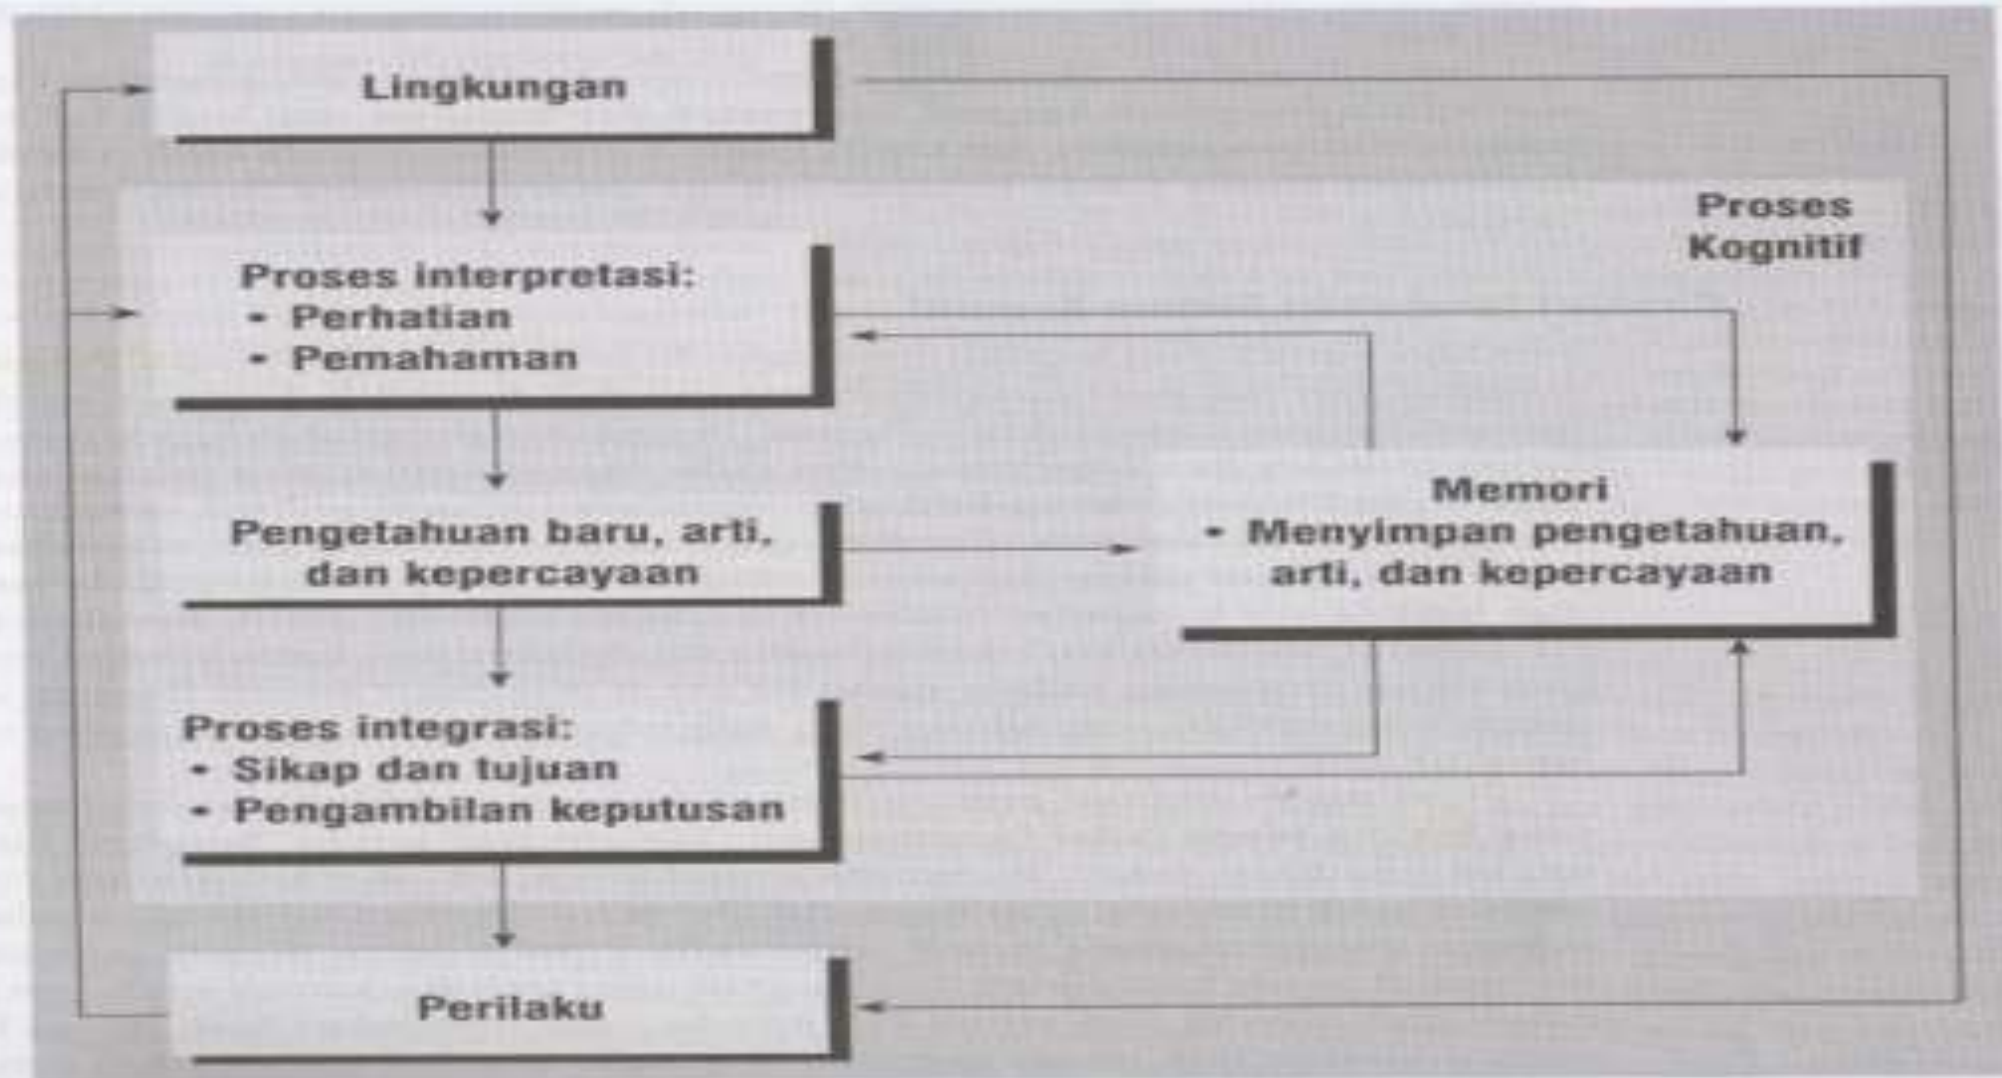 Lingkungan
Proses
Kognitif
Proses interpretasi:
• Perhatian
• Pemahaman
Memori
• Menyimpan pengetahuan,
arti, dan kepercayaan
Pengetahuan baru, arti,
dan kepercayaan
Proses integrasi:
• Sikap dan tujuan
• Pengambilan keputusan
Perilaku